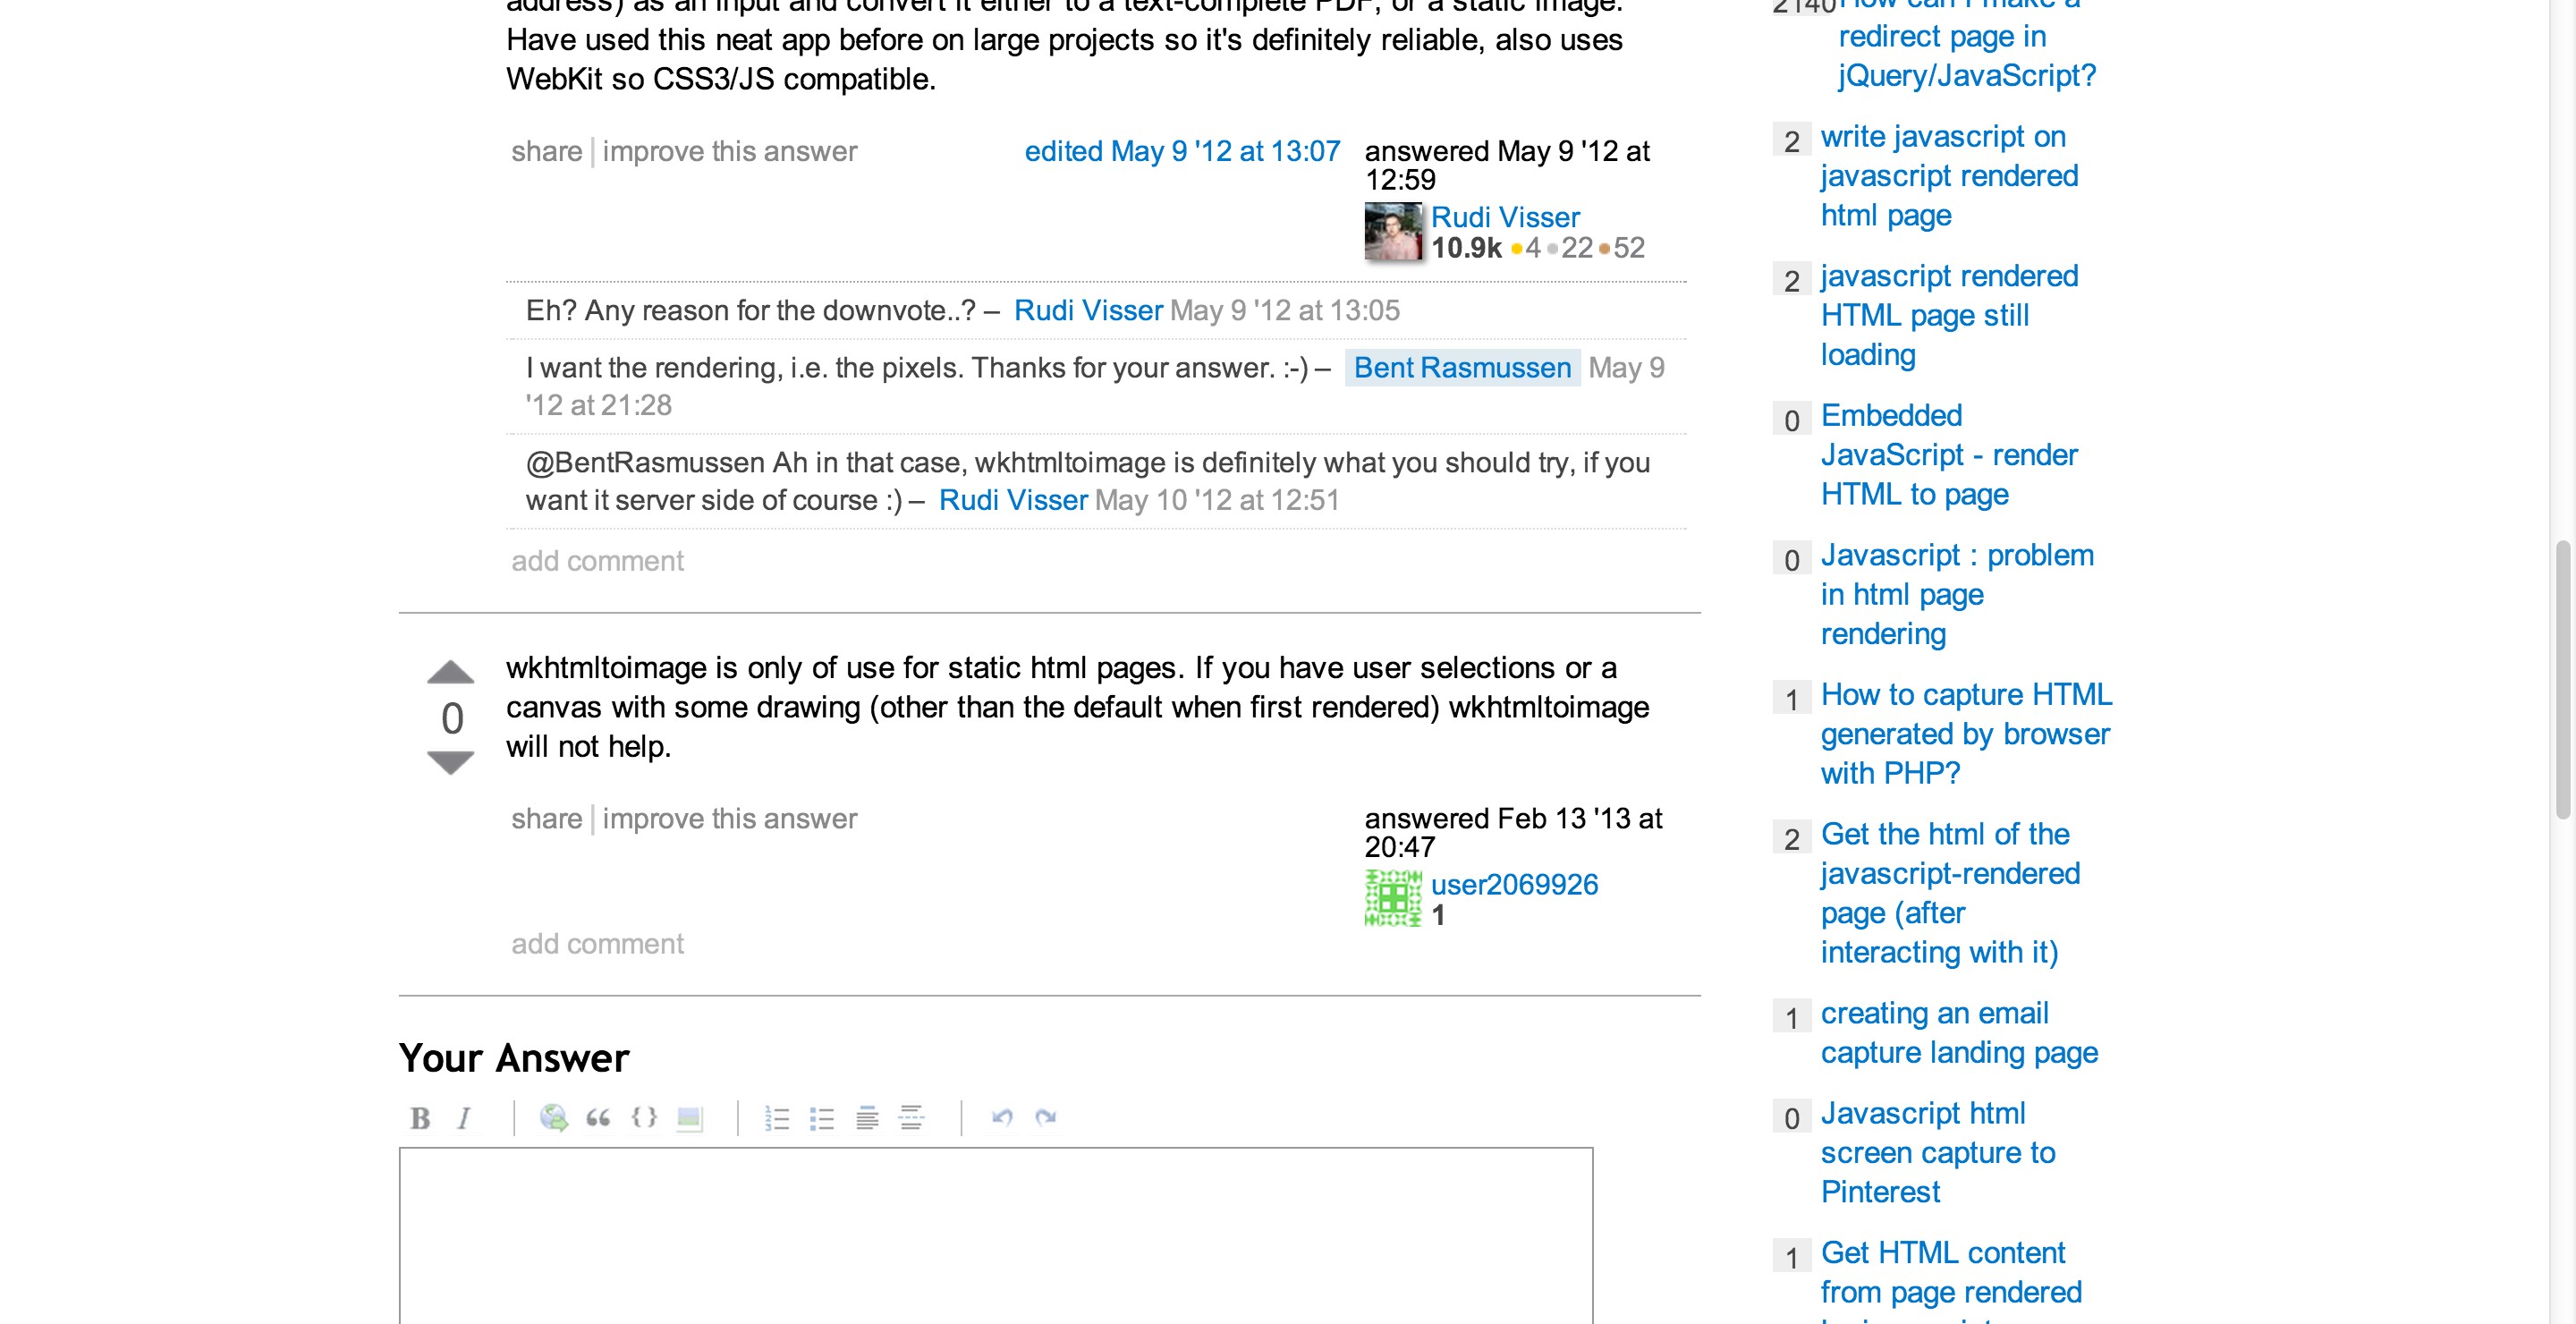 address) as an input and convert it either to a text-complete PDF, or a static image.
Have used this neat app before on large projects so it's definitely reliable, also uses
WebKit so CSS3/JS compatible.
share | improve this answer
edited May 9 '12 at 13:07
answered May 9 '12 at
12:59
Rudi Visser
10.9k ●4 ●22 ●52
Eh? Any reason for the downvote..? – Rudi Visser May 9 '12 at 13:05
I want the rendering, i.e. the pixels. Thanks for your answer. :-) – Bent Rasmussen May 9
'12 at 21:28
@BentRasmussen Ah in that case, wkhtmltoimage is definitely what you should try, if you
want it server side of course :) – Rudi Visser May 10 '12 at 12:51
add comment
0
wkhtmltoimage is only of use for static html pages. If you have user selections or a
canvas with some drawing (other than the default when first rendered) wkhtmltoimage
will not help.
share | improve this answer
answered Feb 13 '13 at
20:47
user2069926
1
add comment
Your Answer
B I
2140 How can I make a
redirect page in
jQuery/JavaScript?
2 write javascript on
javascript rendered
html page
2 javascript rendered
HTML page still
loading
0 Embedded
JavaScript - render
HTML to page
0 Javascript : problem
in html page
rendering
1 How to capture HTML
generated by browser
with PHP?
2 Get the html of the
javascript-rendered
page (after
interacting with it)
1 creating an email
capture landing page
0 Javascript html
screen capture to
Pinterest
1 Get HTML content
from page rendered